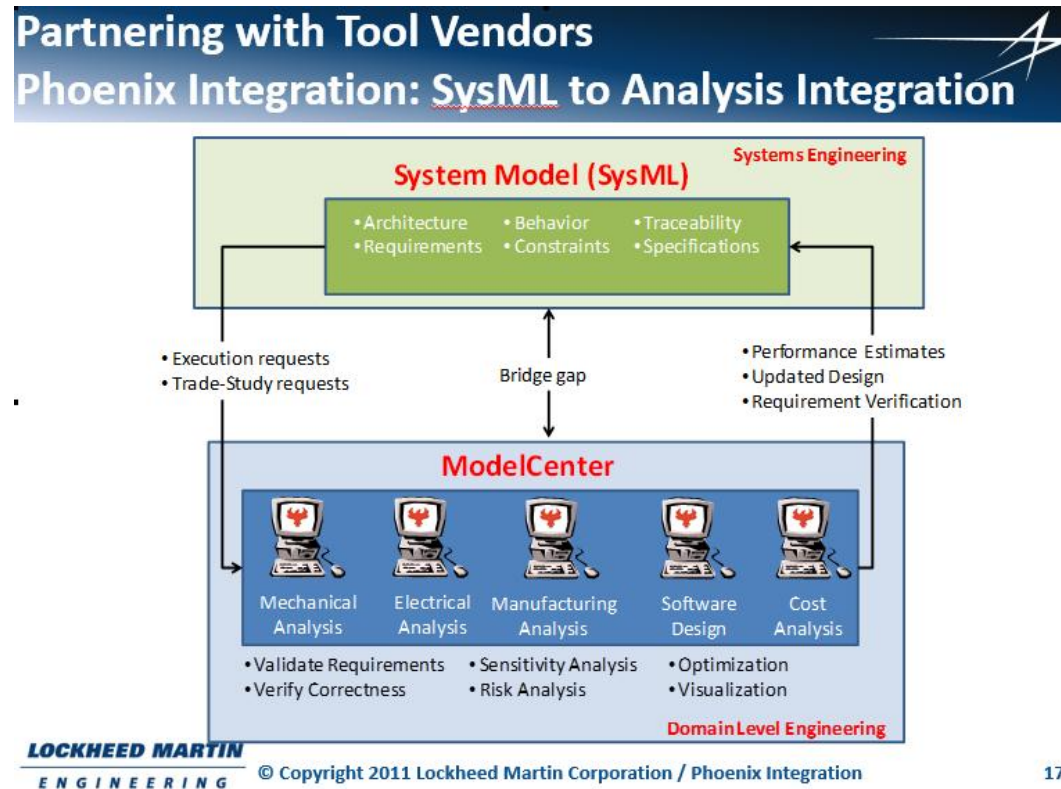 Partnering with Tool Vendors
Phoenix Integration: SysML to Analysis Integration
Systems Engineering
System Model (SysML)
• Architecture • Behavior • Traceability
• Requirements • Constraints • Specifications
• Execution requests
• Trade-Study requests
Bridge gap
• Performance Estimates
• Updated Design
• Requirement Verification
ModelCenter
Mechanical Analysis
Electrical Analysis
Manufacturing Analysis
Software Design
Cost Analysis
• Validate Requirements • Sensitivity Analysis • Optimization
• Verify Correctness • Risk Analysis • Visualization
Domain Level Engineering
LOCKHEED MARTIN
ENGINEERING
© Copyright 2011 Lockheed Martin Corporation / Phoenix Integration
17